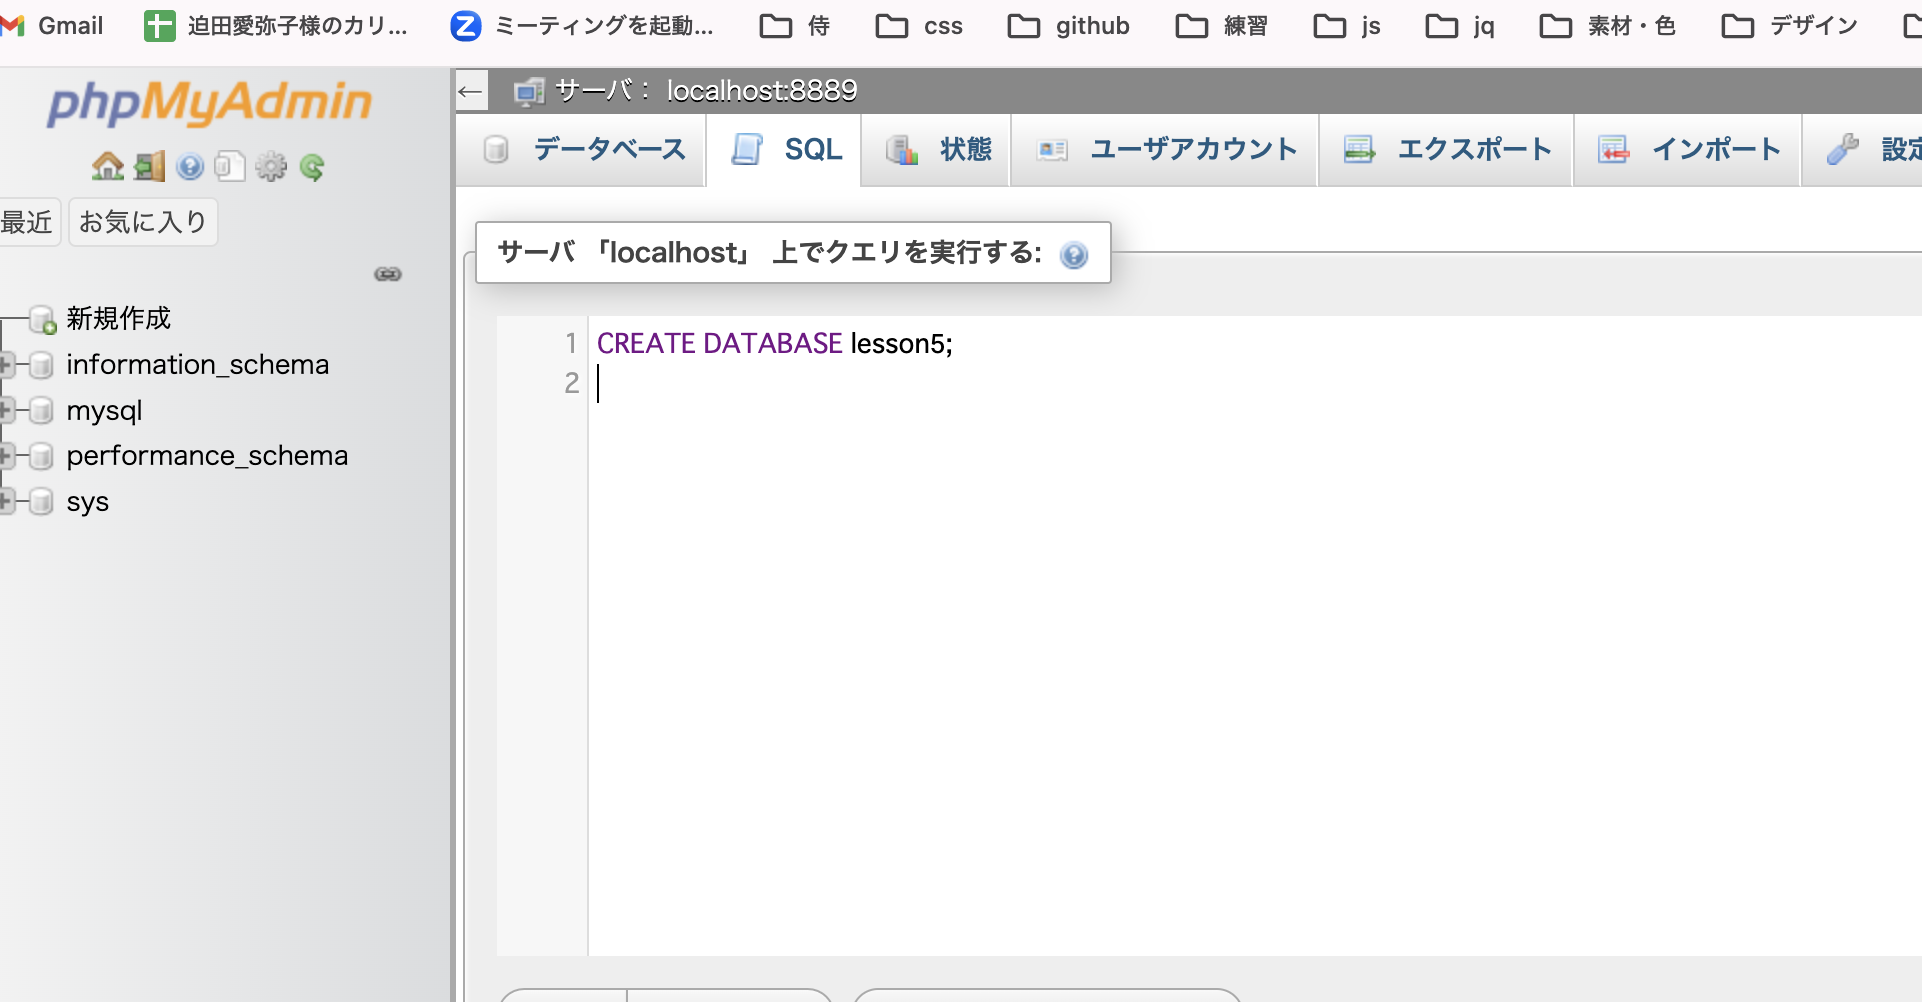 Gmail 迫田愛弥子様のカリ... ミーティングを起動... 侍 css github 練習 js jq 素材・色 デザイン
phpMyAdmin
最近 お気に入り
新規作成
information_schema
mysql
performance_schema
sys
← サーバ： localhost:8889
データベース SQL 状態 ユーザアカウント エクスポート インポート 設定
サーバ 「localhost」 上でクエリを実行する:
1 CREATE DATABASE lesson5;
2